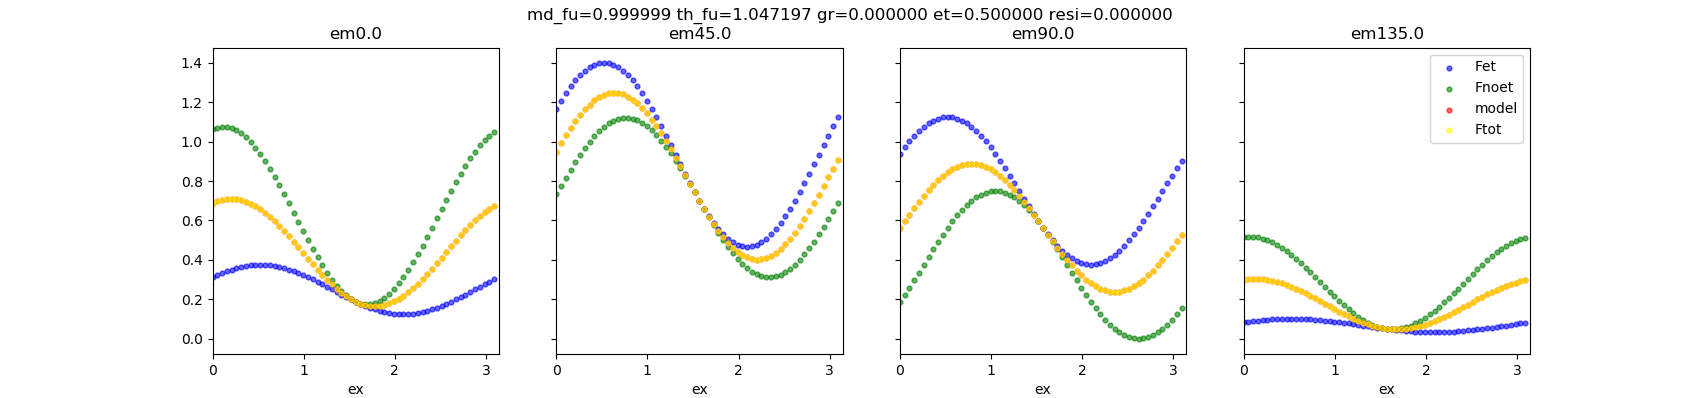 md_fu=0.999999 th_fu=1.047197 gr=0.000000 et=0.500000 resi=0.000000
em0.0 em45.0 em90.0 em135.0
1.4
1.2
1.0
0.8
0.6
0.4
0.2
0.0
Fet
Fnoet
model
Ftot
0 1 2 3 0 1 2 3 0 1 2 3 0 1 2 3
ex ex ex ex